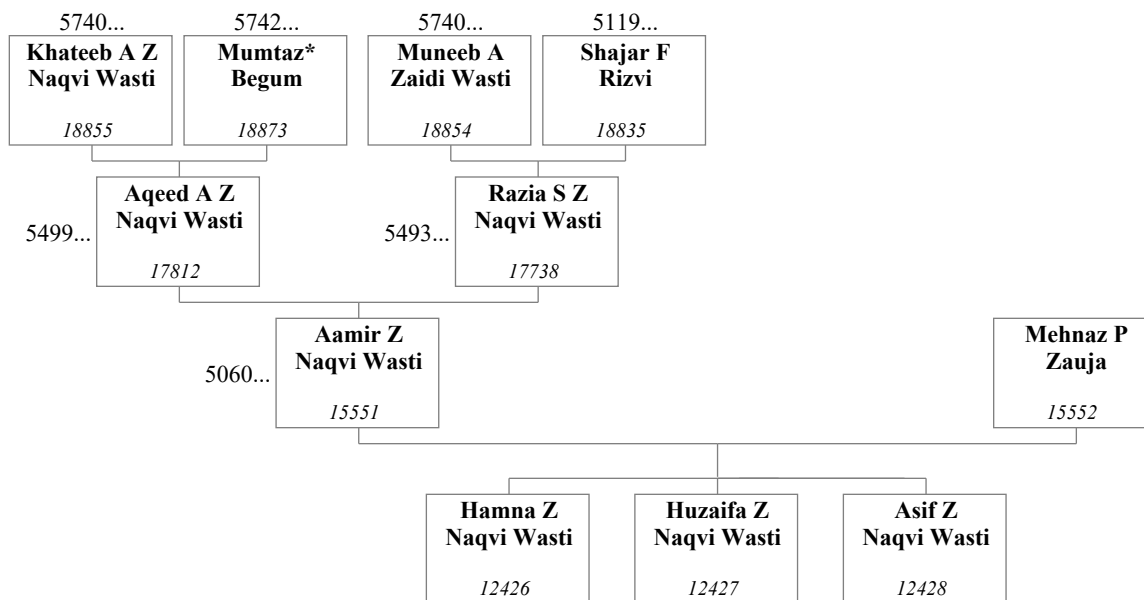 5740... 5742... 5740... 5119...
Khateeb A Z Mumtaz* Muneeb A Shajar F
Naqvi Wasti Begum Zaidi Wasti Rizvi
18855 18873 18854 18835
Aqeed A Z Razia S Z
Naqvi Wasti Naqvi Wasti
5499... 5493...
17812 17738
Aamir Z Mehnaz P
Naqvi Wasti Zauja
5060...
15551 15552
Hamna Z Huzaifa Z Asif Z
Naqvi Wasti Naqvi Wasti Naqvi Wasti
12426 12427 12428